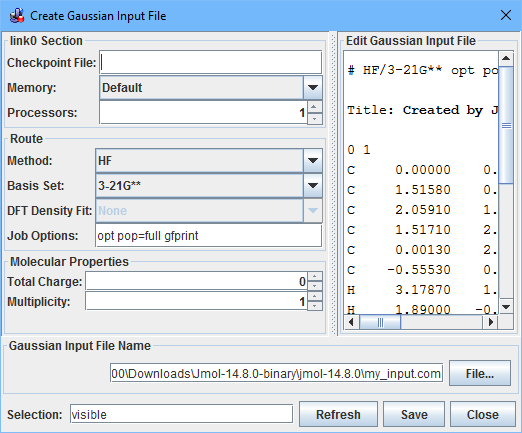 Create Gaussian Input File
link0 Section
Checkpoint File:
Memory: Default
Processors: 1
Route
Method: HF
Basis Set: 3-21G**
DFT Density Fit: None
Job Options: opt pop=full gfprint
Molecular Properties
Total Charge: 0
Multiplicity: 1
Edit Gaussian Input File
# HF/3-21G** opt po
Title: Created by J
0 1
C 0.00000 0.
C 1.51580 0.
C 2.05910 1.
C 1.51710 2.
C 0.00130 2.
C -0.55530 0.
H 3.17870 1.
H 1.89000 -0.
Gaussian Input File Name
00\Downloads\Jmol-14.8.0-binary\jmol-14.8.0\my_input.com File...
Selection: visible Refresh Save Close